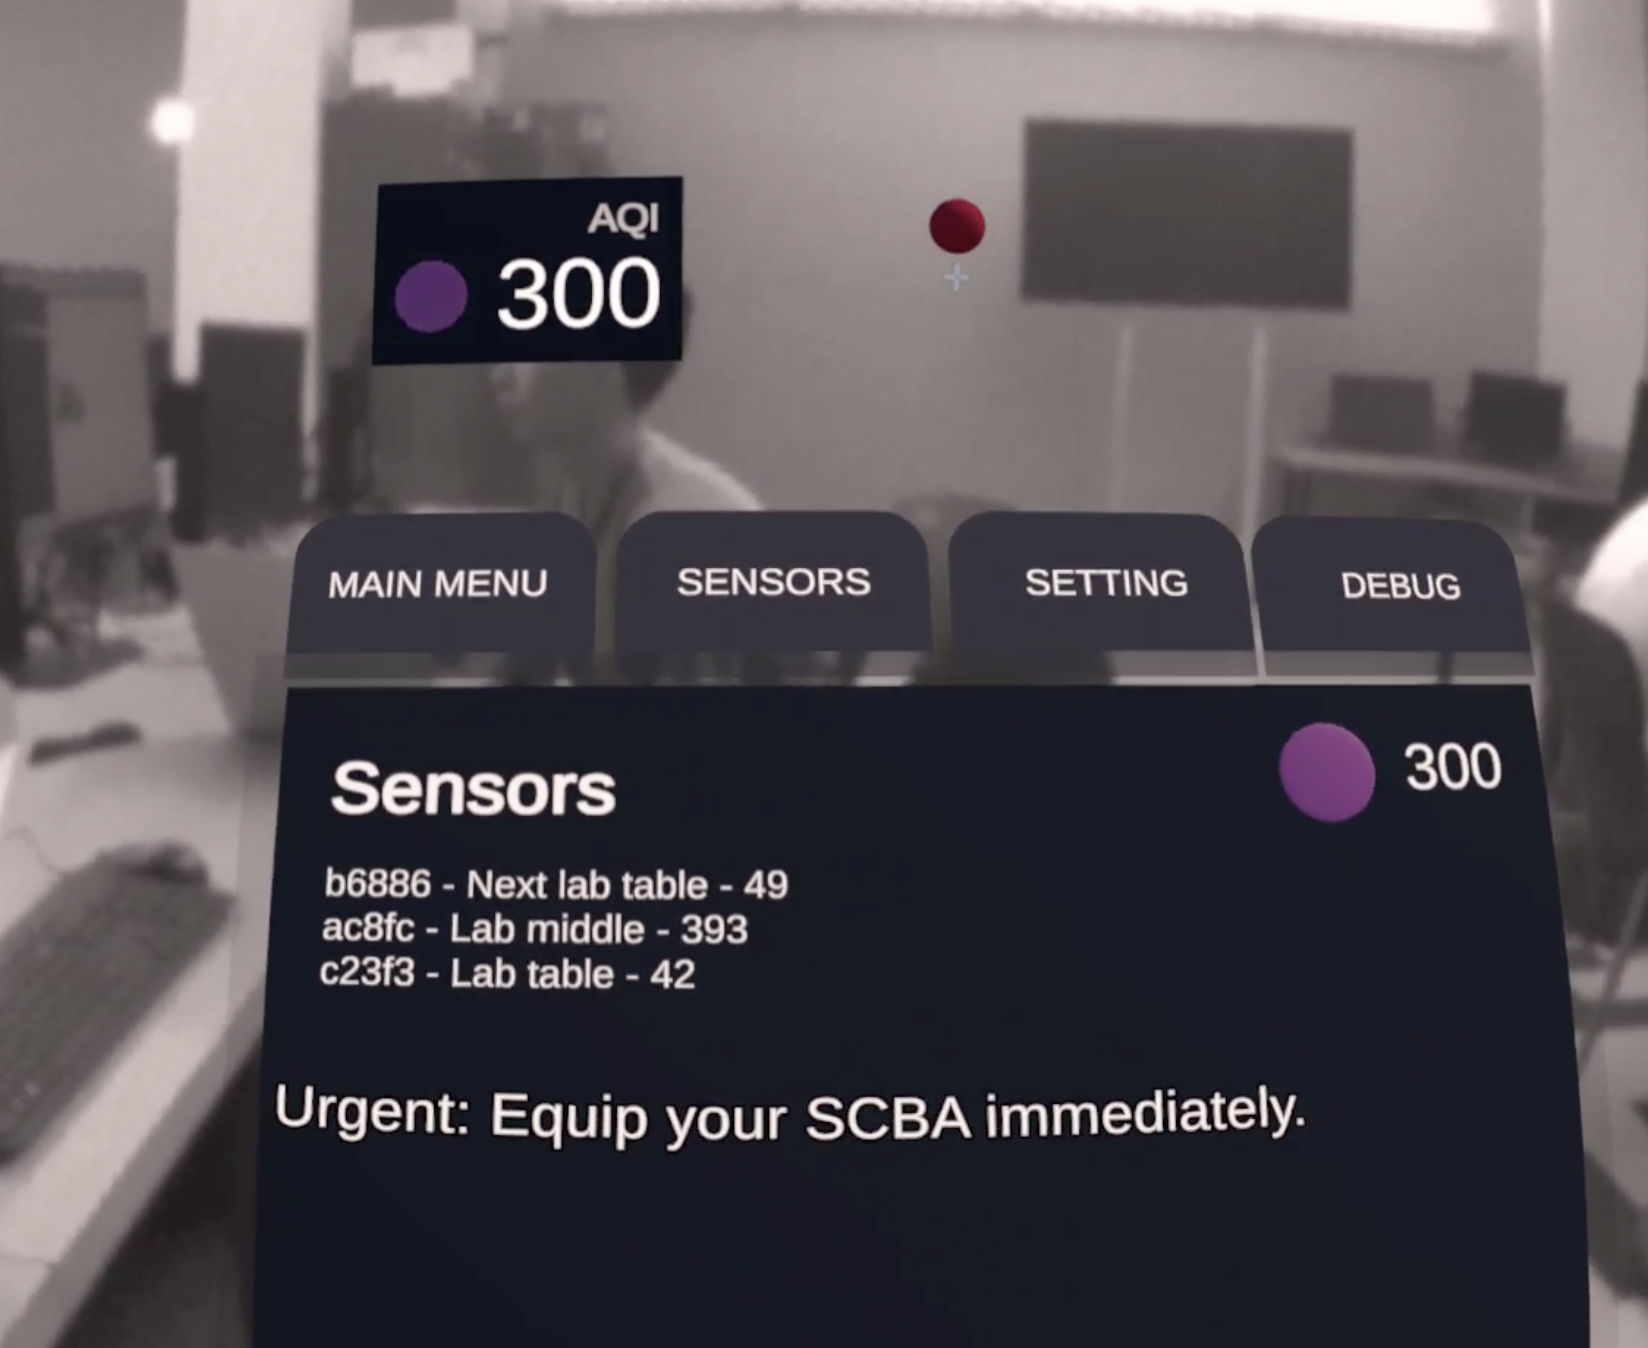 AQI
300
MAIN MENU
SENSORS
SETTING
DEBUG
Sensors
300
b6886 - Next lab table - 49
ac8fc - Lab middle - 393
c23f3 - Lab table - 42
Urgent: Equip your SCBA immediately.